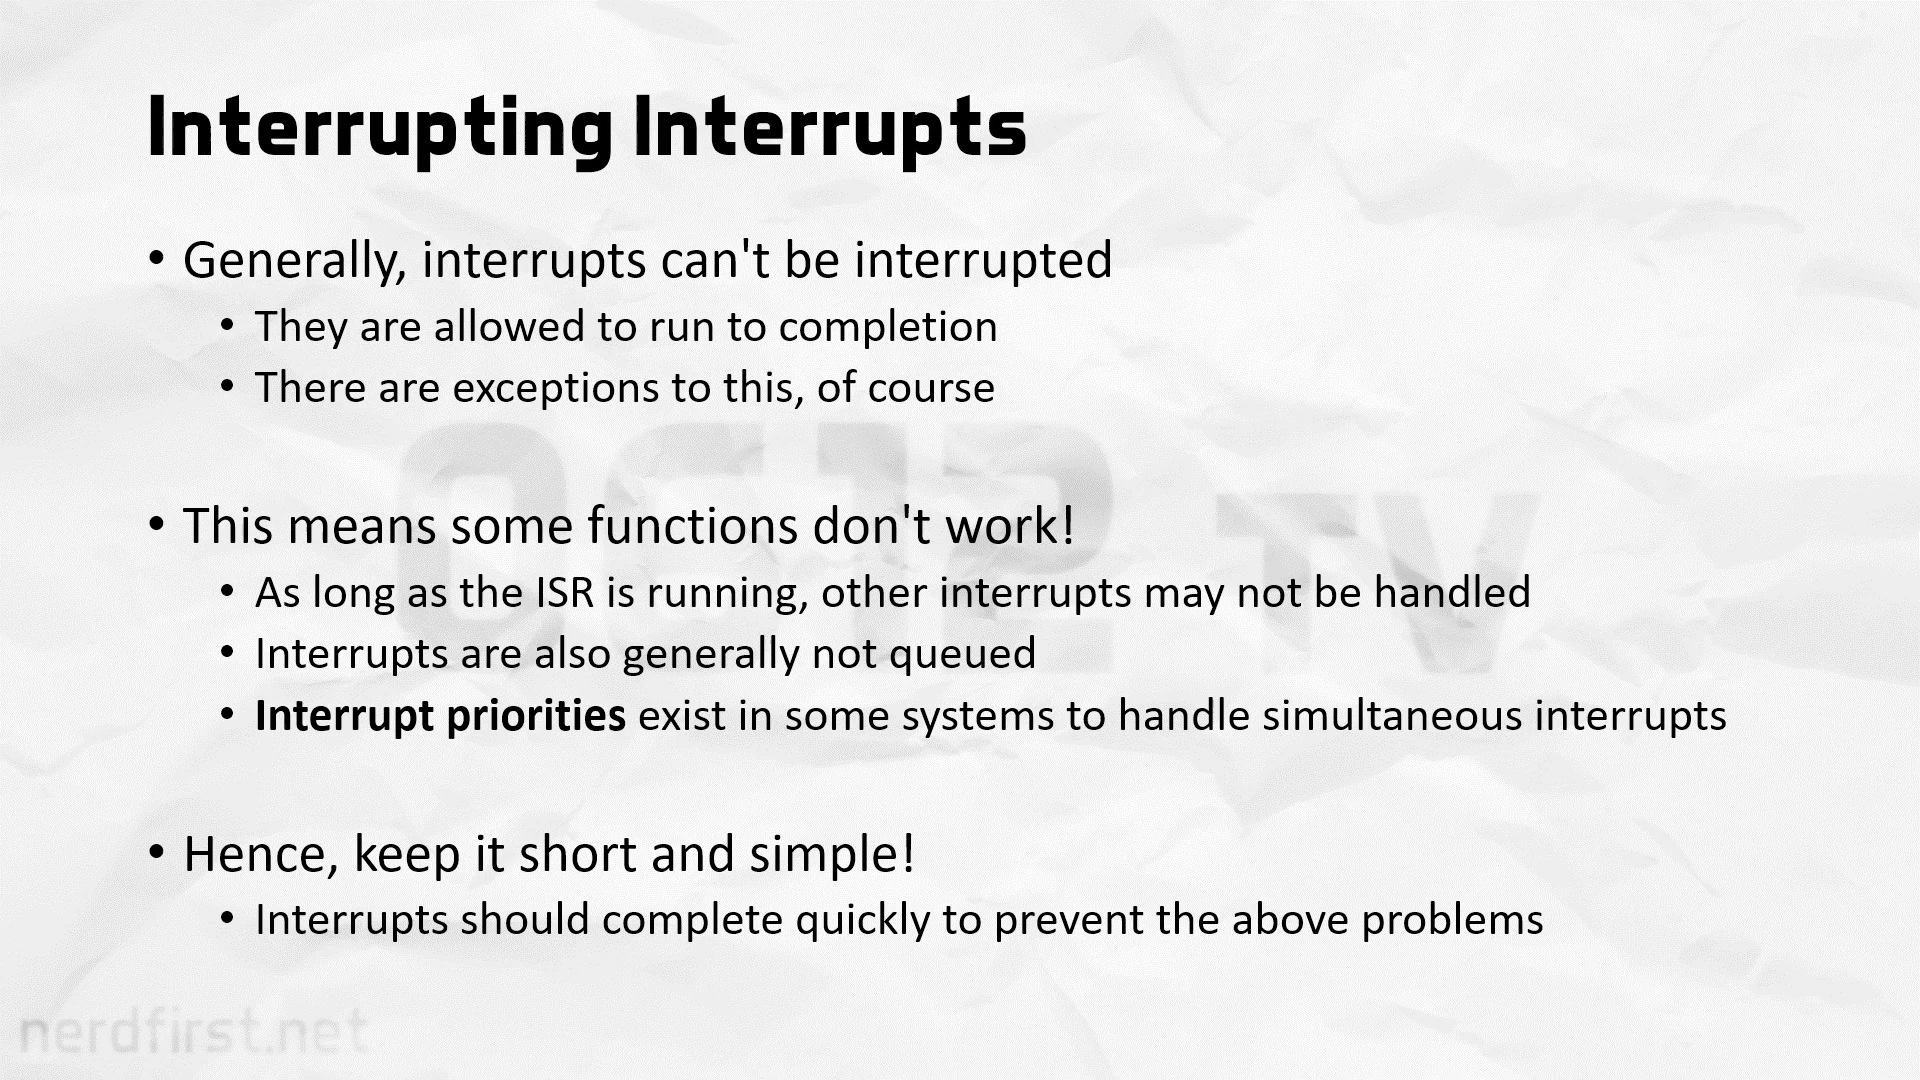 Interrupting Interrupts
• Generally, interrupts can't be interrupted
• They are allowed to run to completion
• There are exceptions to this, of course
• This means some functions don't work!
• As long as the ISR is running, other interrupts may not be handled
• Interrupts are also generally not queued
• Interrupt priorities exist in some systems to handle simultaneous interrupts
• Hence, keep it short and simple!
• Interrupts should complete quickly to prevent the above problems
0612 TV
nerdfirst.net